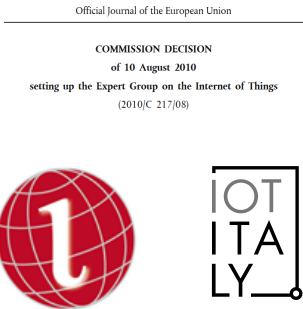 Official Journal of the European Union
COMMISSION DECISION
of 10 August 2010
setting up the Expert Group on the Internet of Things
(2010/C 217/08)
l
IOT
ITA
LY